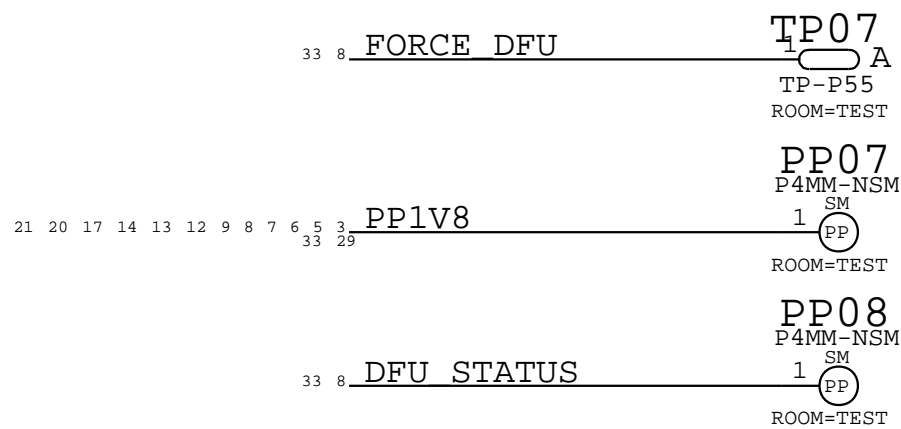 TP07
33 8 FORCE_DFU 1 A
TP-P55
ROOM=TEST
PP07
P4MM-NSM
SM
21 20 17 14 13 12 9 8 7 6 5 3 PP1V8 1 PP
33 29
ROOM=TEST
PP08
P4MM-NSM
SM
33 8 DFU_STATUS 1 PP
ROOM=TEST